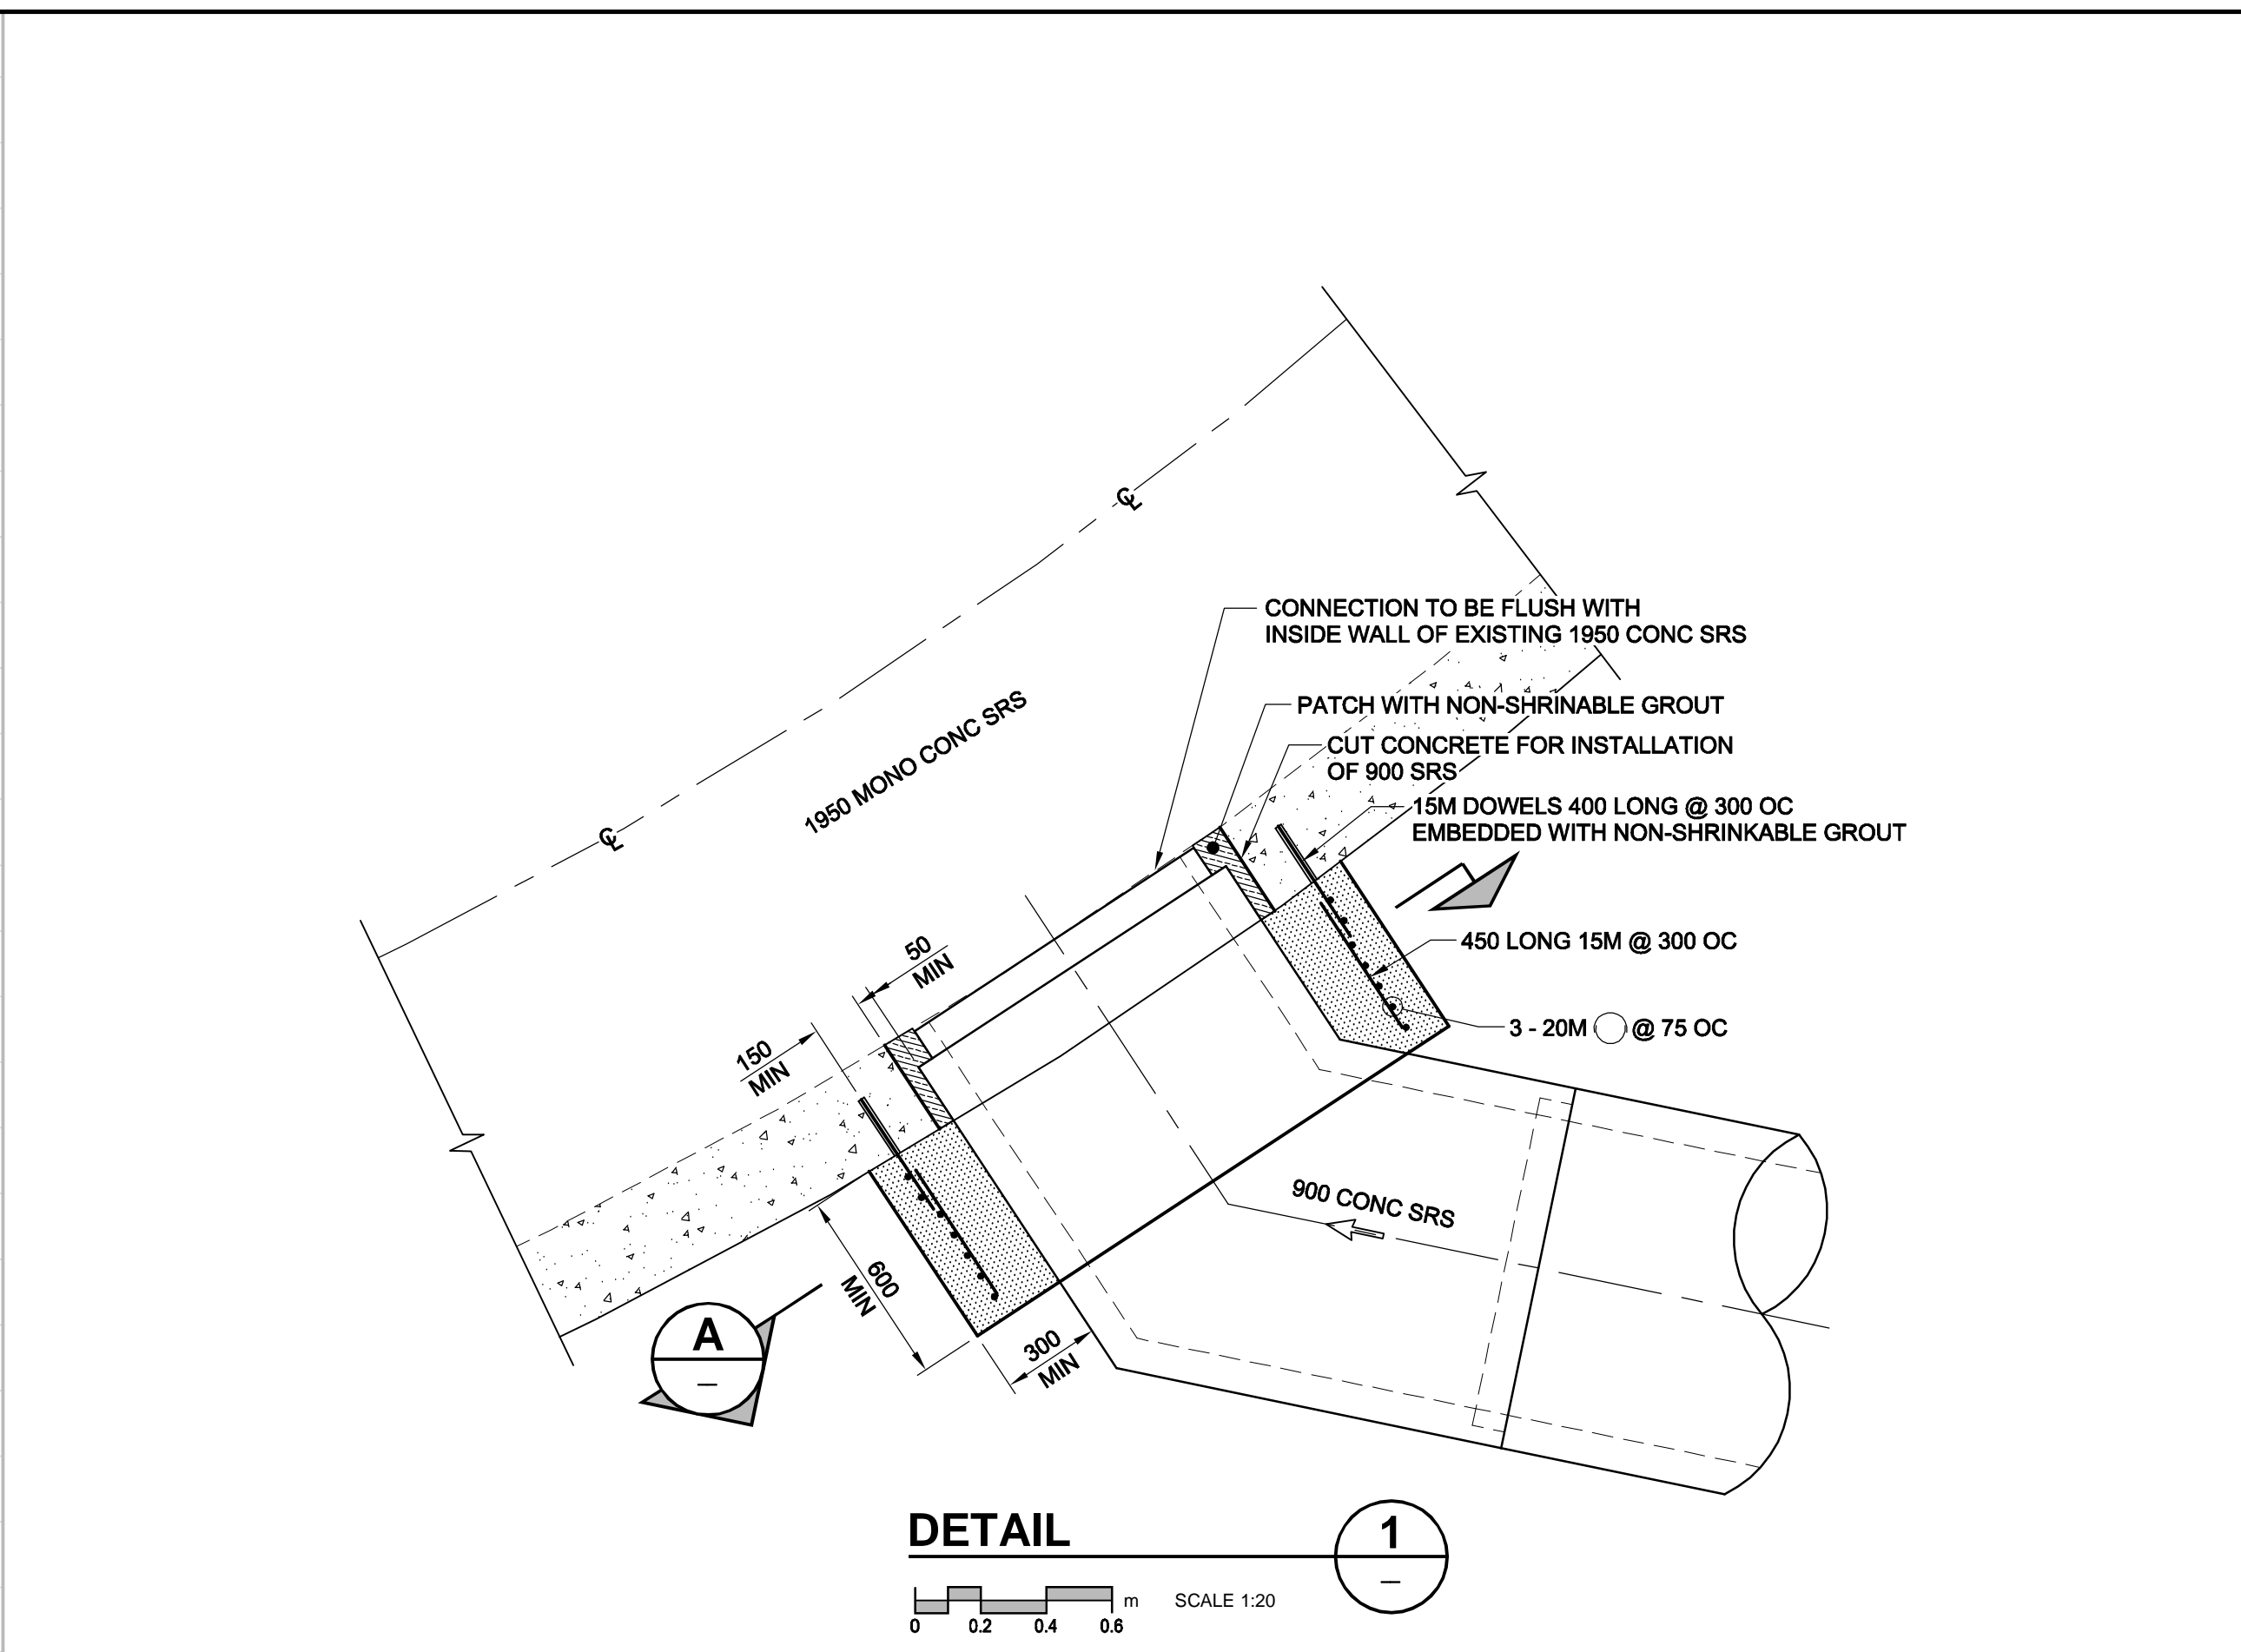 ℄
CONNECTION TO BE FLUSH WITH
INSIDE WALL OF EXISTING 1950 CONC SRS
PATCH WITH NON-SHRINABLE GROUT
1950 MONO CONC SRS
CUT CONCRETE FOR INSTALLATION
OF 900 SRS
15M DOWELS 400 LONG @ 300 OC
EMBEDDED WITH NON-SHRINKABLE GROUT
℄
450 LONG 15M @ 300 OC
50
MIN
3 - 20M ◯ @ 75 OC
150
MIN
900 CONC SRS
600
MIN
300
MIN
A
–
DETAIL
1
–
m
SCALE 1:20
0 0.2 0.4 0.6